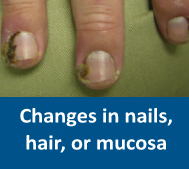 Changes in nails,
hair, or mucosa